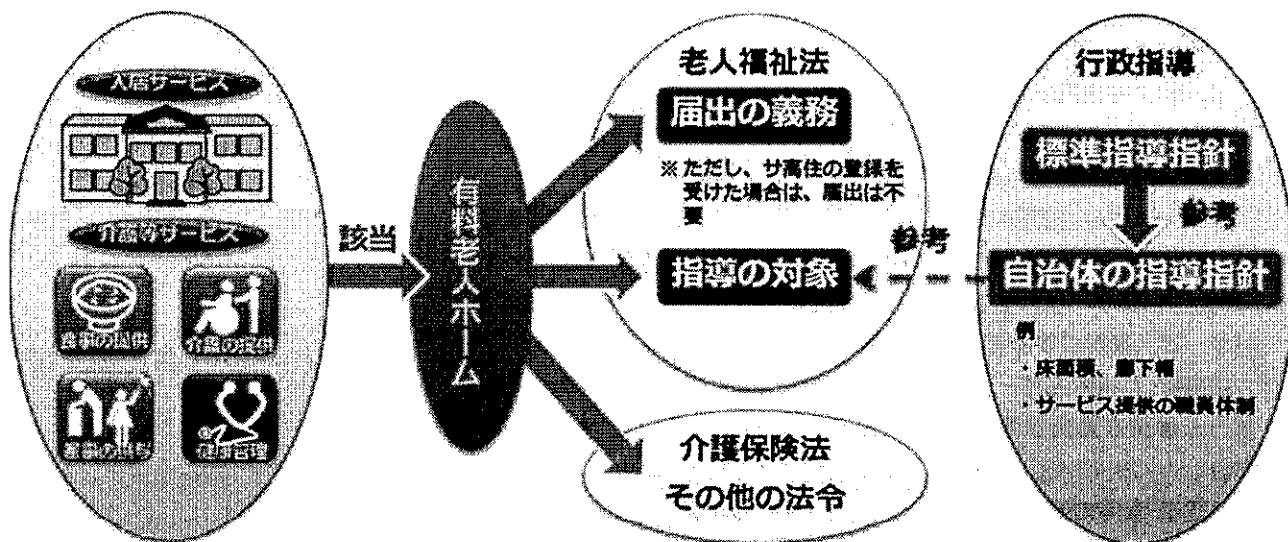 入居サービス
介護等サービス
食事の提供
介護の提供
家事の供与
健康管理
該当
有料老人ホーム
老人福祉法
届出の義務
※ ただし、サ高住の登録を
受けた場合は、届出は不
要
指導の対象
介護保険法
その他の法令
参考
行政指導
標準指導指針
参考
自治体の指導指針
例
・床面積、廊下幅
・サービス提供の職員体制